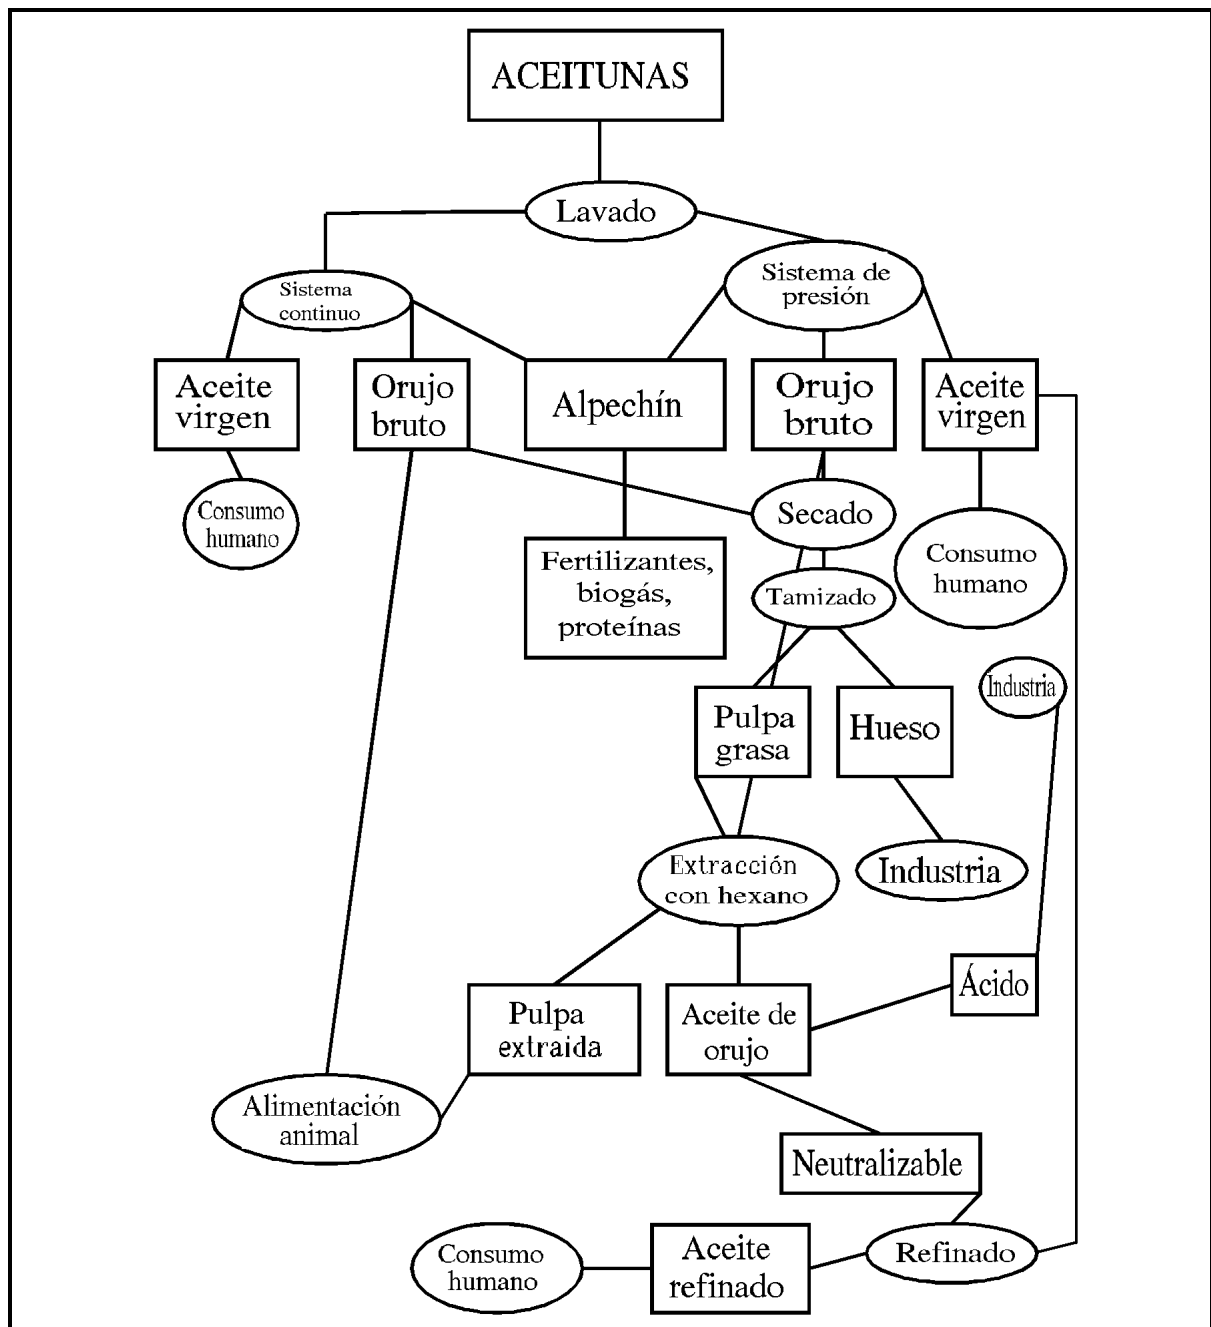 ACEITUNAS
Lavado
Sistema
continuo
Sistema de
presión
Aceite
virgen
Orujo
bruto
Alpechín
Orujo
bruto
Aceite
virgen
Consumo
humano
Secado
Consumo
humano
Fertilizantes,
biogás,
proteínas
Tamizado
Industria
Pulpa
grasa
Hueso
Extracción
con hexano
Industria
Ácido
Pulpa
extraida
Aceite de
orujo
Alimentación
animal
Neutralizable
Consumo
humano
Aceite
refinado
Refinado